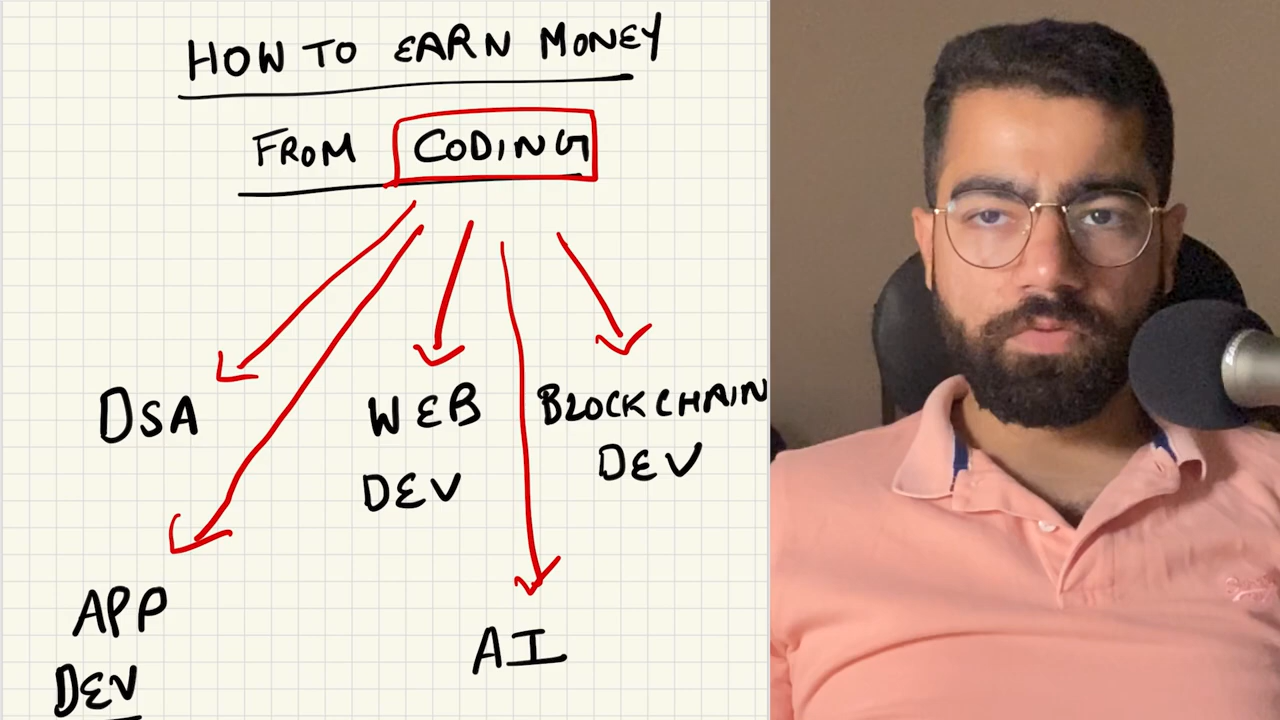 HOW TO EARN MONEY
FROM CODING
DSA
WEB
DEV
BLOCKCHAIN
DEV
APP
DEV
AI